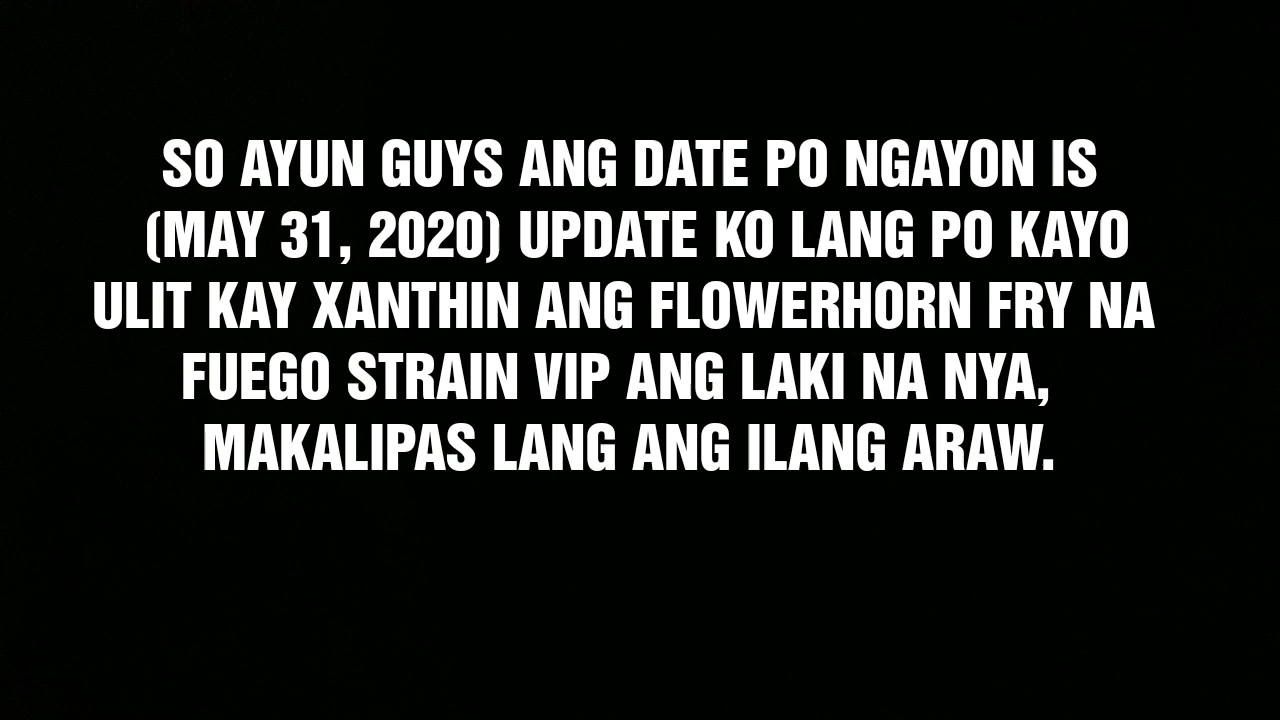 SO AYUN GUYS ANG DATE PO NGAYON IS
(MAY 31, 2020) UPDATE KO LANG PO KAYO
ULIT KAY XANTHIN ANG FLOWERHORN FRY NA
FUEGO STRAIN VIP ANG LAKI NA NYA,
MAKALIPAS LANG ANG ILANG ARAW.